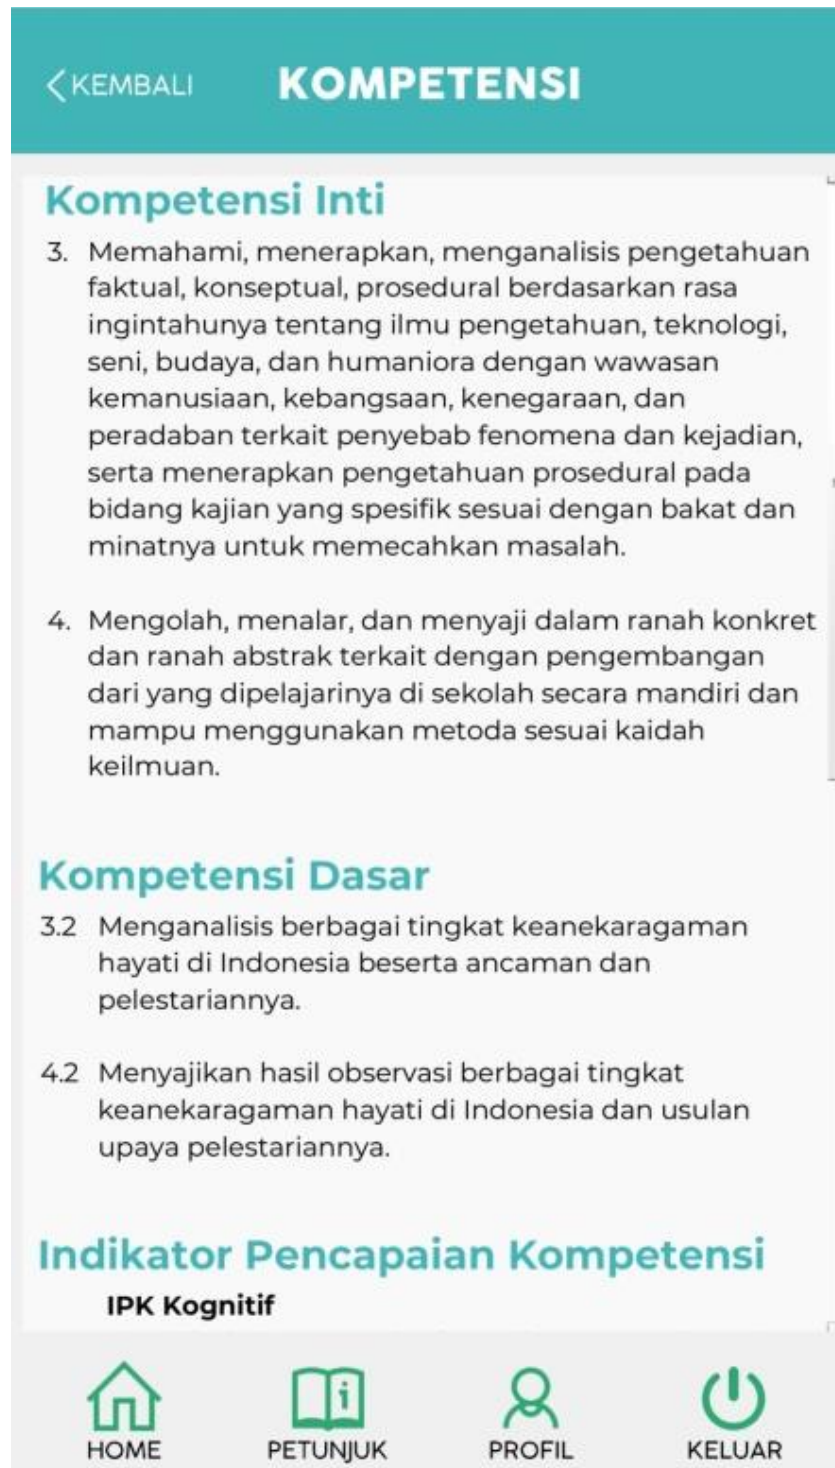 KEMBALI KOMPETENSI
Kompetensi Inti
3. Memahami, menerapkan, menganalisis pengetahuan
faktual, konseptual, prosedural berdasarkan rasa
ingintahunya tentang ilmu pengetahuan, teknologi,
seni, budaya, dan humaniora dengan wawasan
kemanusiaan, kebangsaan, kenegaraan, dan
peradaban terkait penyebab fenomena dan kejadian,
serta menerapkan pengetahuan prosedural pada
bidang kajian yang spesifik sesuai dengan bakat dan
minatnya untuk memecahkan masalah.
4. Mengolah, menalar, dan menyaji dalam ranah konkret
dan ranah abstrak terkait dengan pengembangan
dari yang dipelajarinya di sekolah secara mandiri dan
mampu menggunakan metoda sesuai kaidah
keilmuan.
Kompetensi Dasar
3.2 Menganalisis berbagai tingkat keanekaragaman
hayati di Indonesia beserta ancaman dan
pelestariannya.
4.2 Menyajikan hasil observasi berbagai tingkat
keanekaragaman hayati di Indonesia dan usulan
upaya pelestariannya.
Indikator Pencapaian Kompetensi
IPK Kognitif
HOME PETUNJUK PROFIL KELUAR